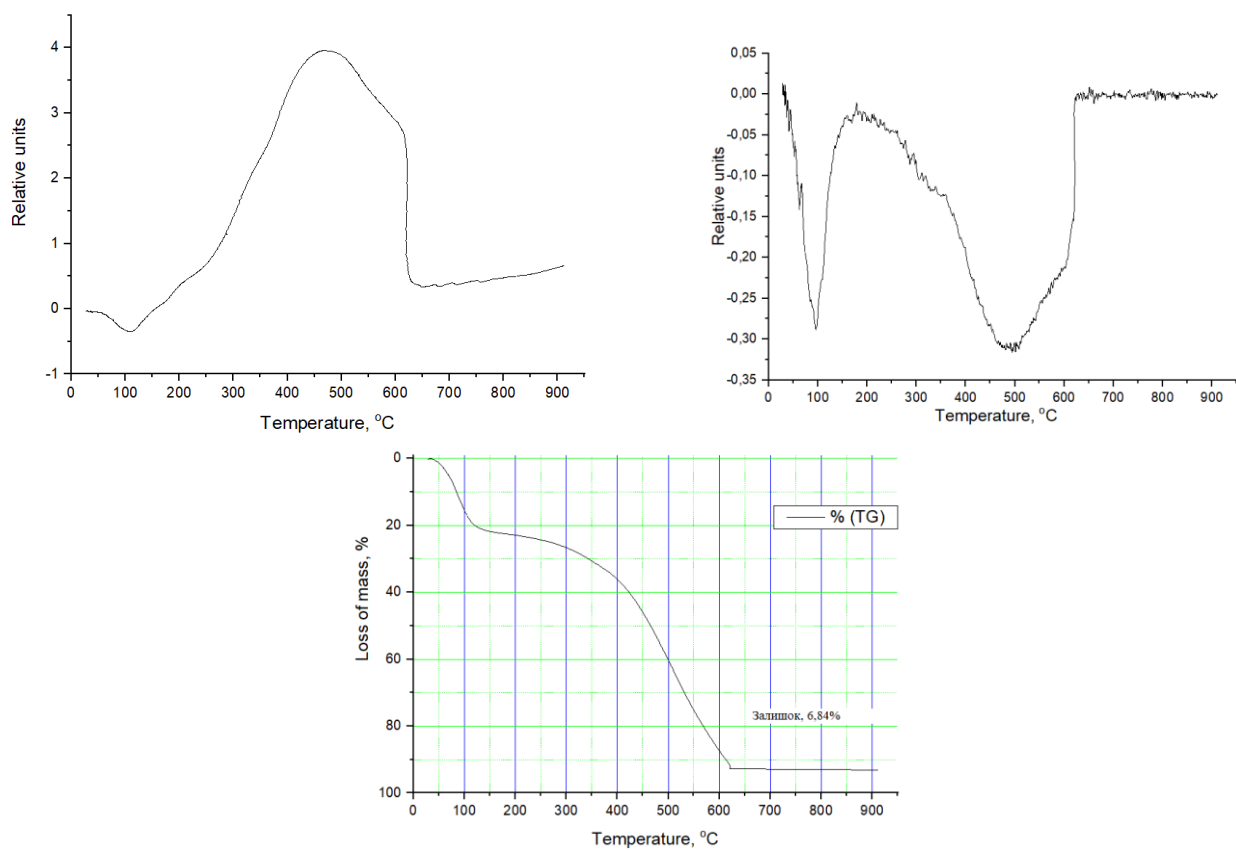 4
3
2
1
0
-1
Relative units
0 100 200 300 400 500 600 700 800 900
Temperature, °C
0,05
0,00
-0,05
-0,10
-0,15
-0,20
-0,25
-0,30
-0,35
Relative units
0 100 200 300 400 500 600 700 800 900
Temperature, °C
0
20
40
60
80
100
Loss of mass, %
% (TG)
Залишок, 6,84%
0 100 200 300 400 500 600 700 800 900
Temperature, °C